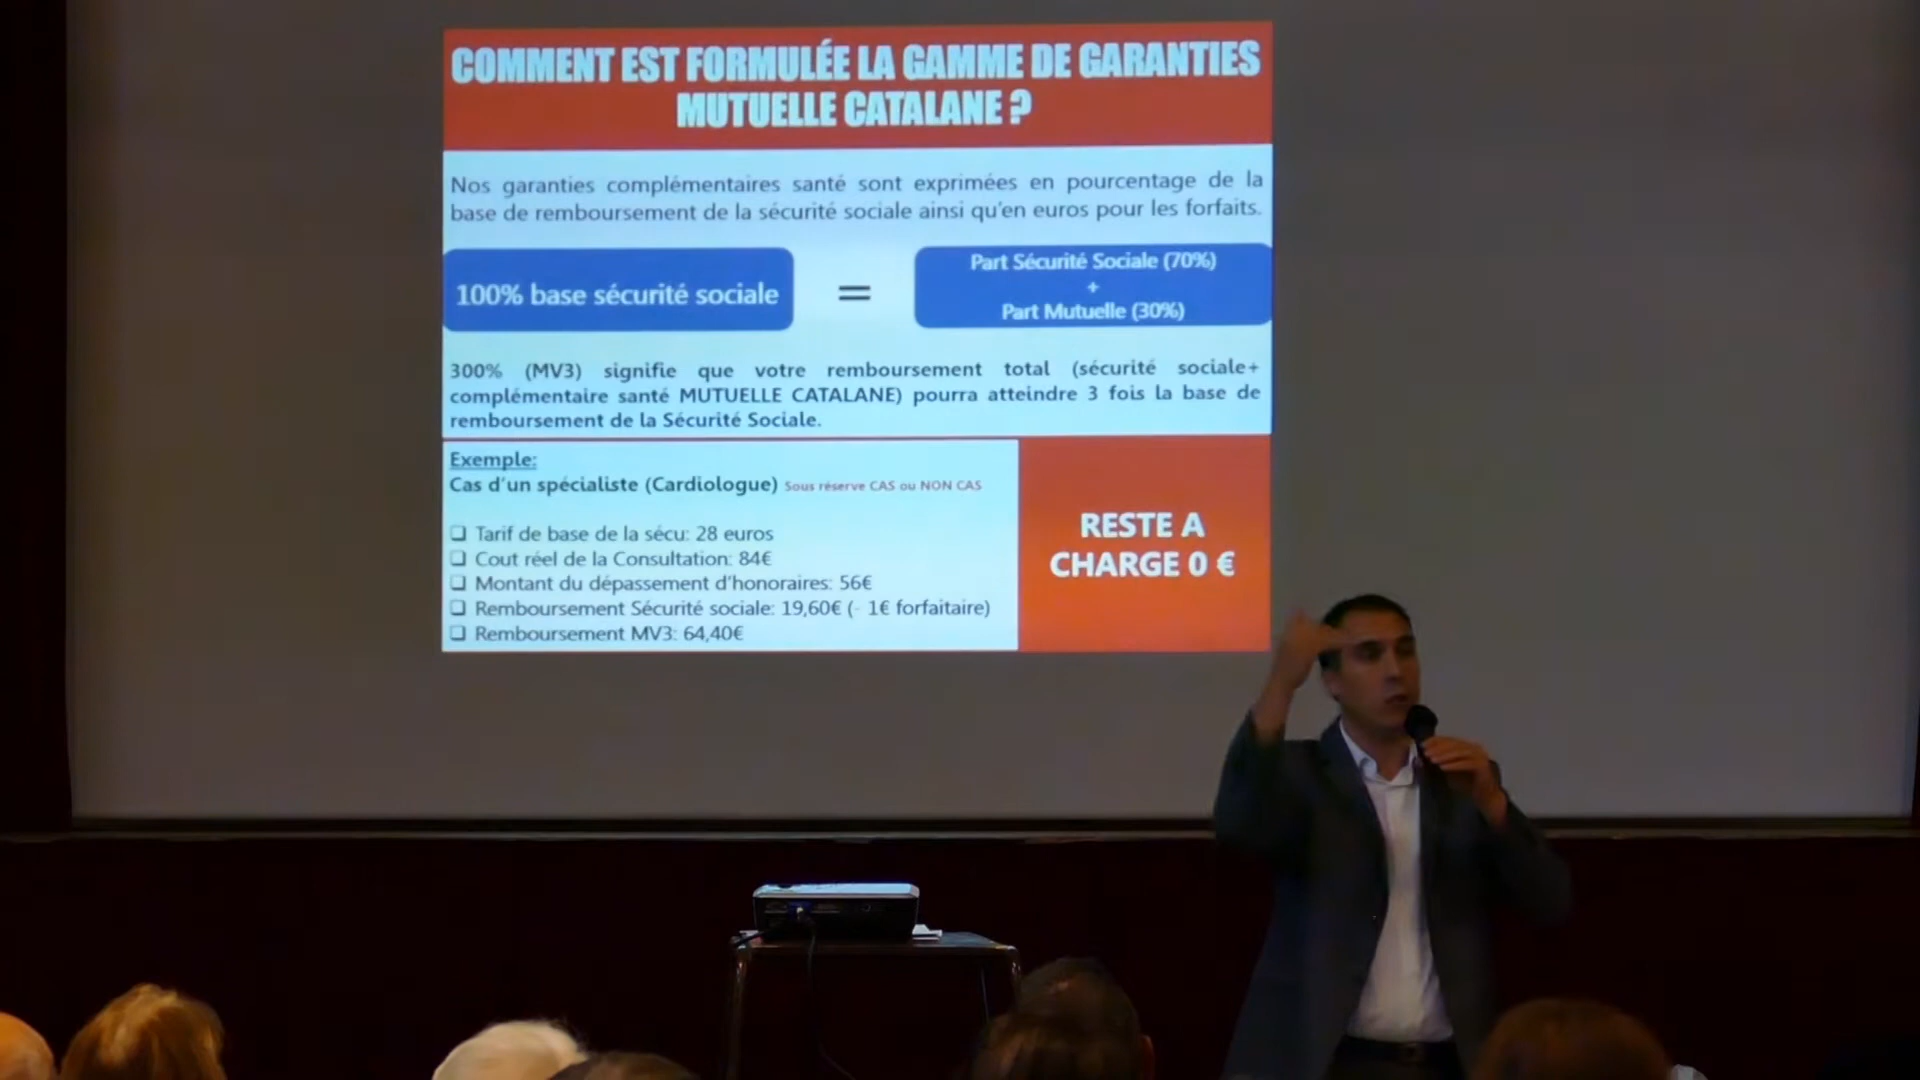 COMMENT EST FORMULÉE LA GAMME DE GARANTIES
MUTUELLE CATALANE ?
Nos garanties complémentaires santé sont exprimées en pourcentage de la
base de remboursement de la sécurité sociale ainsi qu'en euros pour les forfaits.
100% base sécurité sociale
=
Part Sécurité Sociale (70%)
+
Part Mutuelle (30%)
300% (MV3) signifie que votre remboursement total (sécurité sociale+
complémentaire santé MUTUELLE CATALANE) pourra atteindre 3 fois la base de
remboursement de la Sécurité Sociale.
Exemple:
Cas d'un spécialiste (Cardiologue) Sous réserve CAS ou NON CAS
❑ Tarif de base de la sécu: 28 euros
❑ Cout réel de la Consultation: 84€
❑ Montant du dépassement d'honoraires: 56€
❑ Remboursement Sécurité sociale: 19,60€ (- 1€ forfaitaire)
❑ Remboursement MV3: 64,40€
RESTE A
CHARGE 0 €